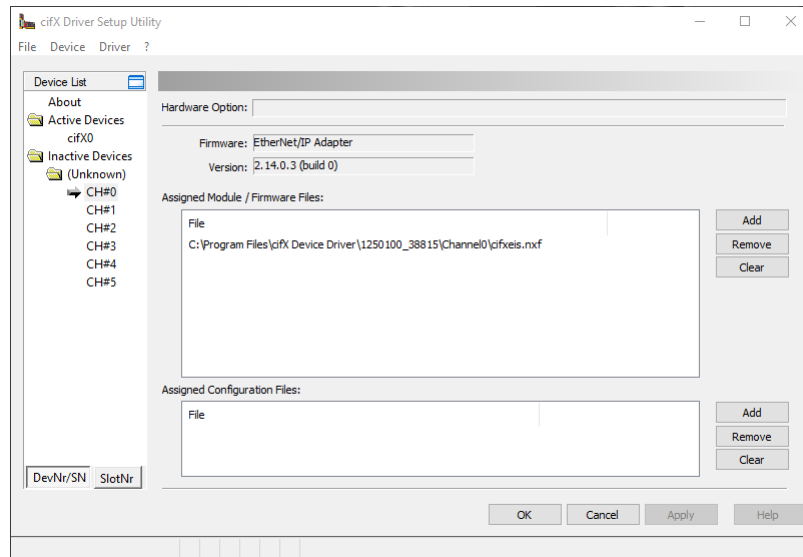 cifX Driver Setup Utility
File Device Driver ?
Device List
About
Active Devices
cifX0
Inactive Devices
(Unknown)
CH#0
CH#1
CH#2
CH#3
CH#4
CH#5
DevNr/SN SlotNr
Hardware Option:
Firmware: EtherNet/IP Adapter
Version: 2.14.0.3 (build 0)
Assigned Module / Firmware Files:
File
C:\Program Files\cifX Device Driver\1250100_38815\Channel0\cifxeis.nxf
Add
Remove
Clear
Assigned Configuration Files:
File
Add
Remove
Clear
OK Cancel Apply Help